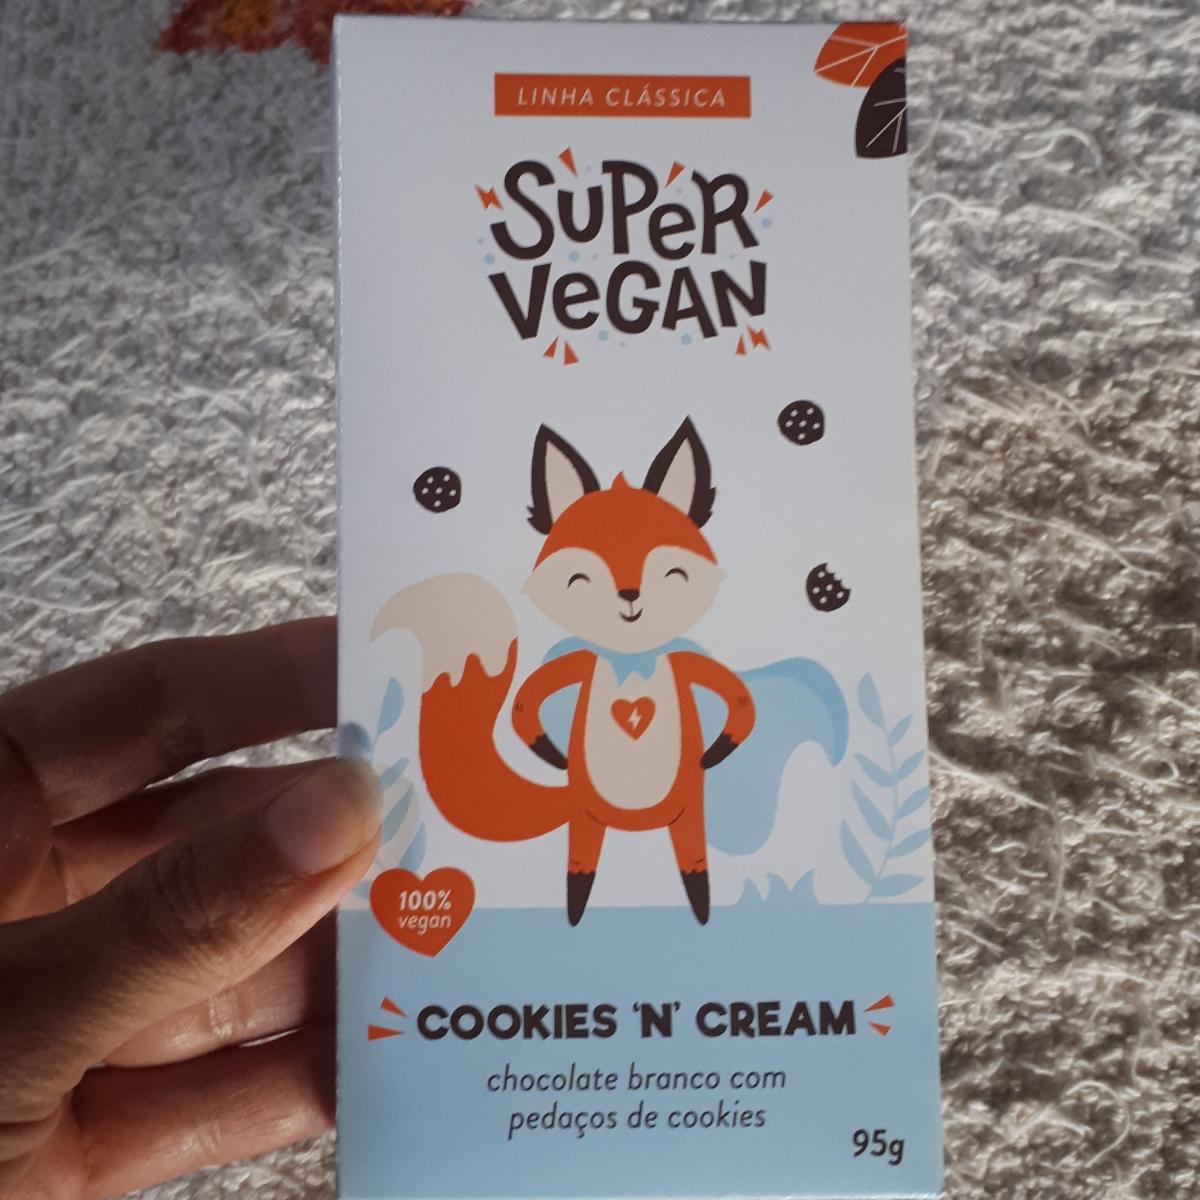 LINHA CLÁSSICA
SUPER
VEGAN
100%
vegan
COOKIES 'N' CREAM
chocolate branco com
pedaços de cookies
95g